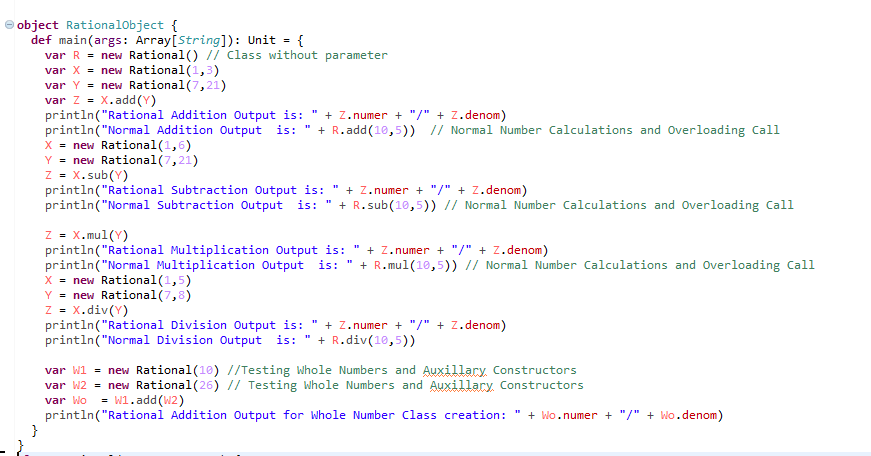 object RationalObject {
def main(args: Array[String]): Unit = {
var R = new Rational() // Class without parameter
var X = new Rational(1,3)
var Y = new Rational(7,21)
var Z = X.add(Y)
println("Rational Addition Output is: " + Z.numer + "/" + Z.denom)
println("Normal Addition Output  is: " + R.add(10,5))  // Normal Number Calculations and Overloading Call
X = new Rational(1,6)
Y = new Rational(7,21)
Z = X.sub(Y)
println("Rational Subtraction Output is: " + Z.numer + "/" + Z.denom)
println("Normal Subtraction Output  is: " + R.sub(10,5)) // Normal Number Calculations and Overloading Call
Z = X.mul(Y)
println("Rational Multiplication Output is: " + Z.numer + "/" + Z.denom)
println("Normal Multiplication Output  is: " + R.mul(10,5)) // Normal Number Calculations and Overloading Call
X = new Rational(1,5)
Y = new Rational(7,8)
Z = X.div(Y)
println("Rational Division Output is: " + Z.numer + "/" + Z.denom)
println("Normal Division Output  is: " + R.div(10,5))
var W1 = new Rational(10) //Testing Whole Numbers and Auxillary Constructors
var W2 = new Rational(26) // Testing Whole Numbers and Auxillary Constructors
var Wo  = W1.add(W2)
println("Rational Addition Output for Whole Number Class creation: " + Wo.numer + "/" + Wo.denom)
}
}